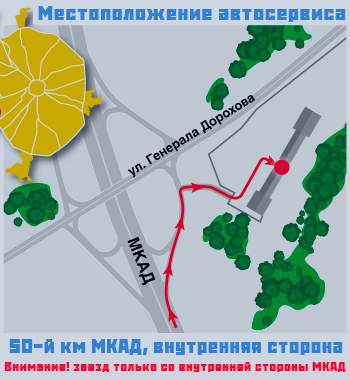 Местоположение автосервиса
ул. Генерала Дорохова
МКАД
50-й км МКАД, внутренняя сторона
Внимание! заезд только со внутренней стороны МКАД